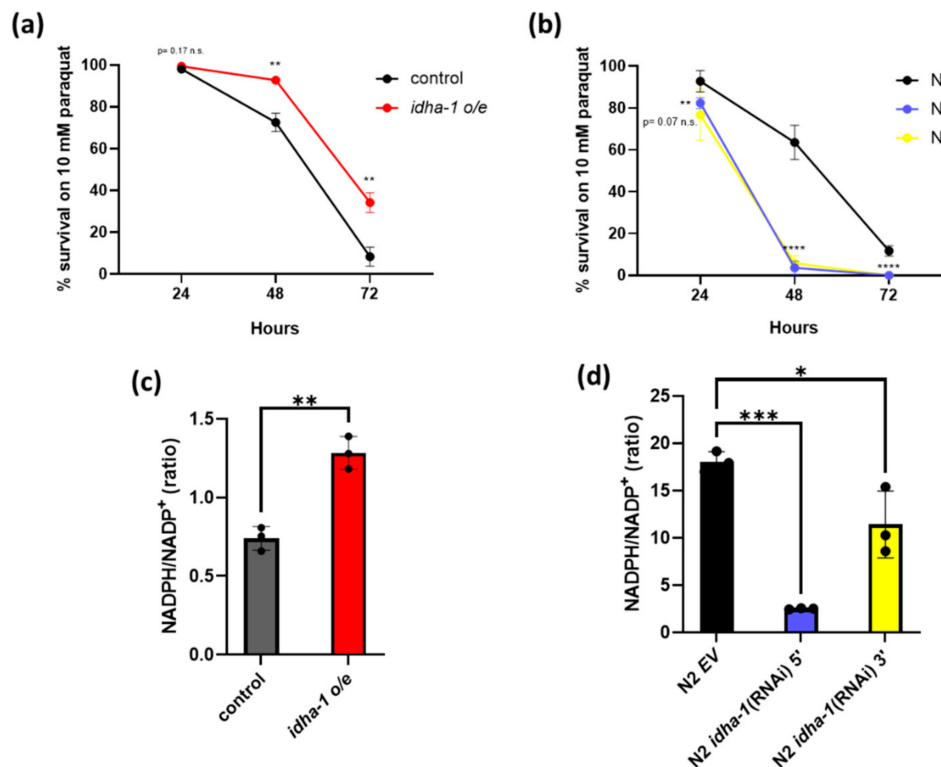 (a)
% survival on 10 mM paraquat
100
80
60
40
20
0
p= 0.17 n.s.
**
**
24
48
72
Hours
control
idha-1 o/e
(b)
% survival on 10 mM paraquat
100
80
60
40
20
0
**
p= 0.07 n.s.
****
****
24
48
72
Hours
N
N
N
(c)
NADPH/NADP⁺ (ratio)
1.5
1.0
0.5
0.0
**
control
idha-1 o/e
(d)
NADPH/NADP⁺ (ratio)
25
20
15
10
5
0
*
***
N2 EV
N2 idha-1(RNAi) 5'
N2 idha-1(RNAi) 3'